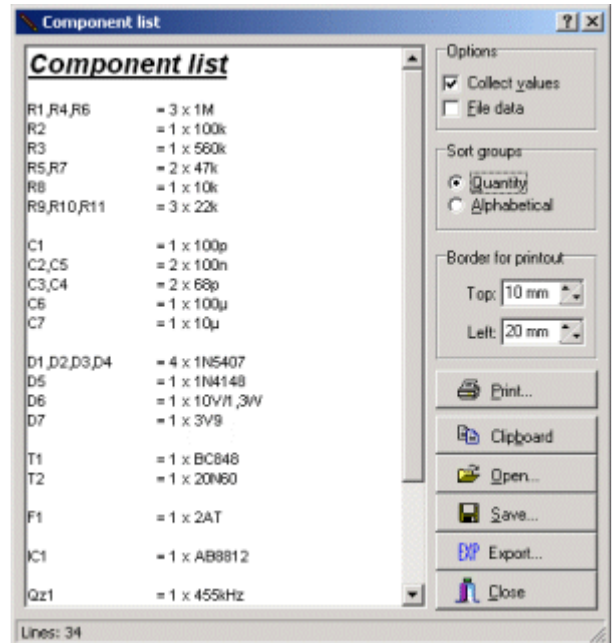 Component list
Component list
R1,R4,R6 = 3 x 1M
R2 = 1 x 100k
R3 = 1 x 560k
R5,R7 = 2 x 47k
R8 = 1 x 10k
R9,R10,R11 = 3 x 22k
C1 = 1 x 100p
C2,C5 = 2 x 100n
C3,C4 = 2 x 68p
C6 = 1 x 100µ
C7 = 1 x 10µ
D1,D2,D3,D4 = 4 x 1N5407
D5 = 1 x 1N4148
D6 = 1 x 10V/1,3W
D7 = 1 x 3V9
T1 = 1 x BC848
T2 = 1 x 20N60
F1 = 1 x 2AT
IC1 = 1 x AB8812
Qz1 = 1 x 455kHz
Options
Collect values
File data
Sort groups
Quantity
Alphabetical
Border for printout
Top: 10 mm
Left: 20 mm
Print...
Clipboard
Open...
Save...
EXP Export...
Close
Lines: 34